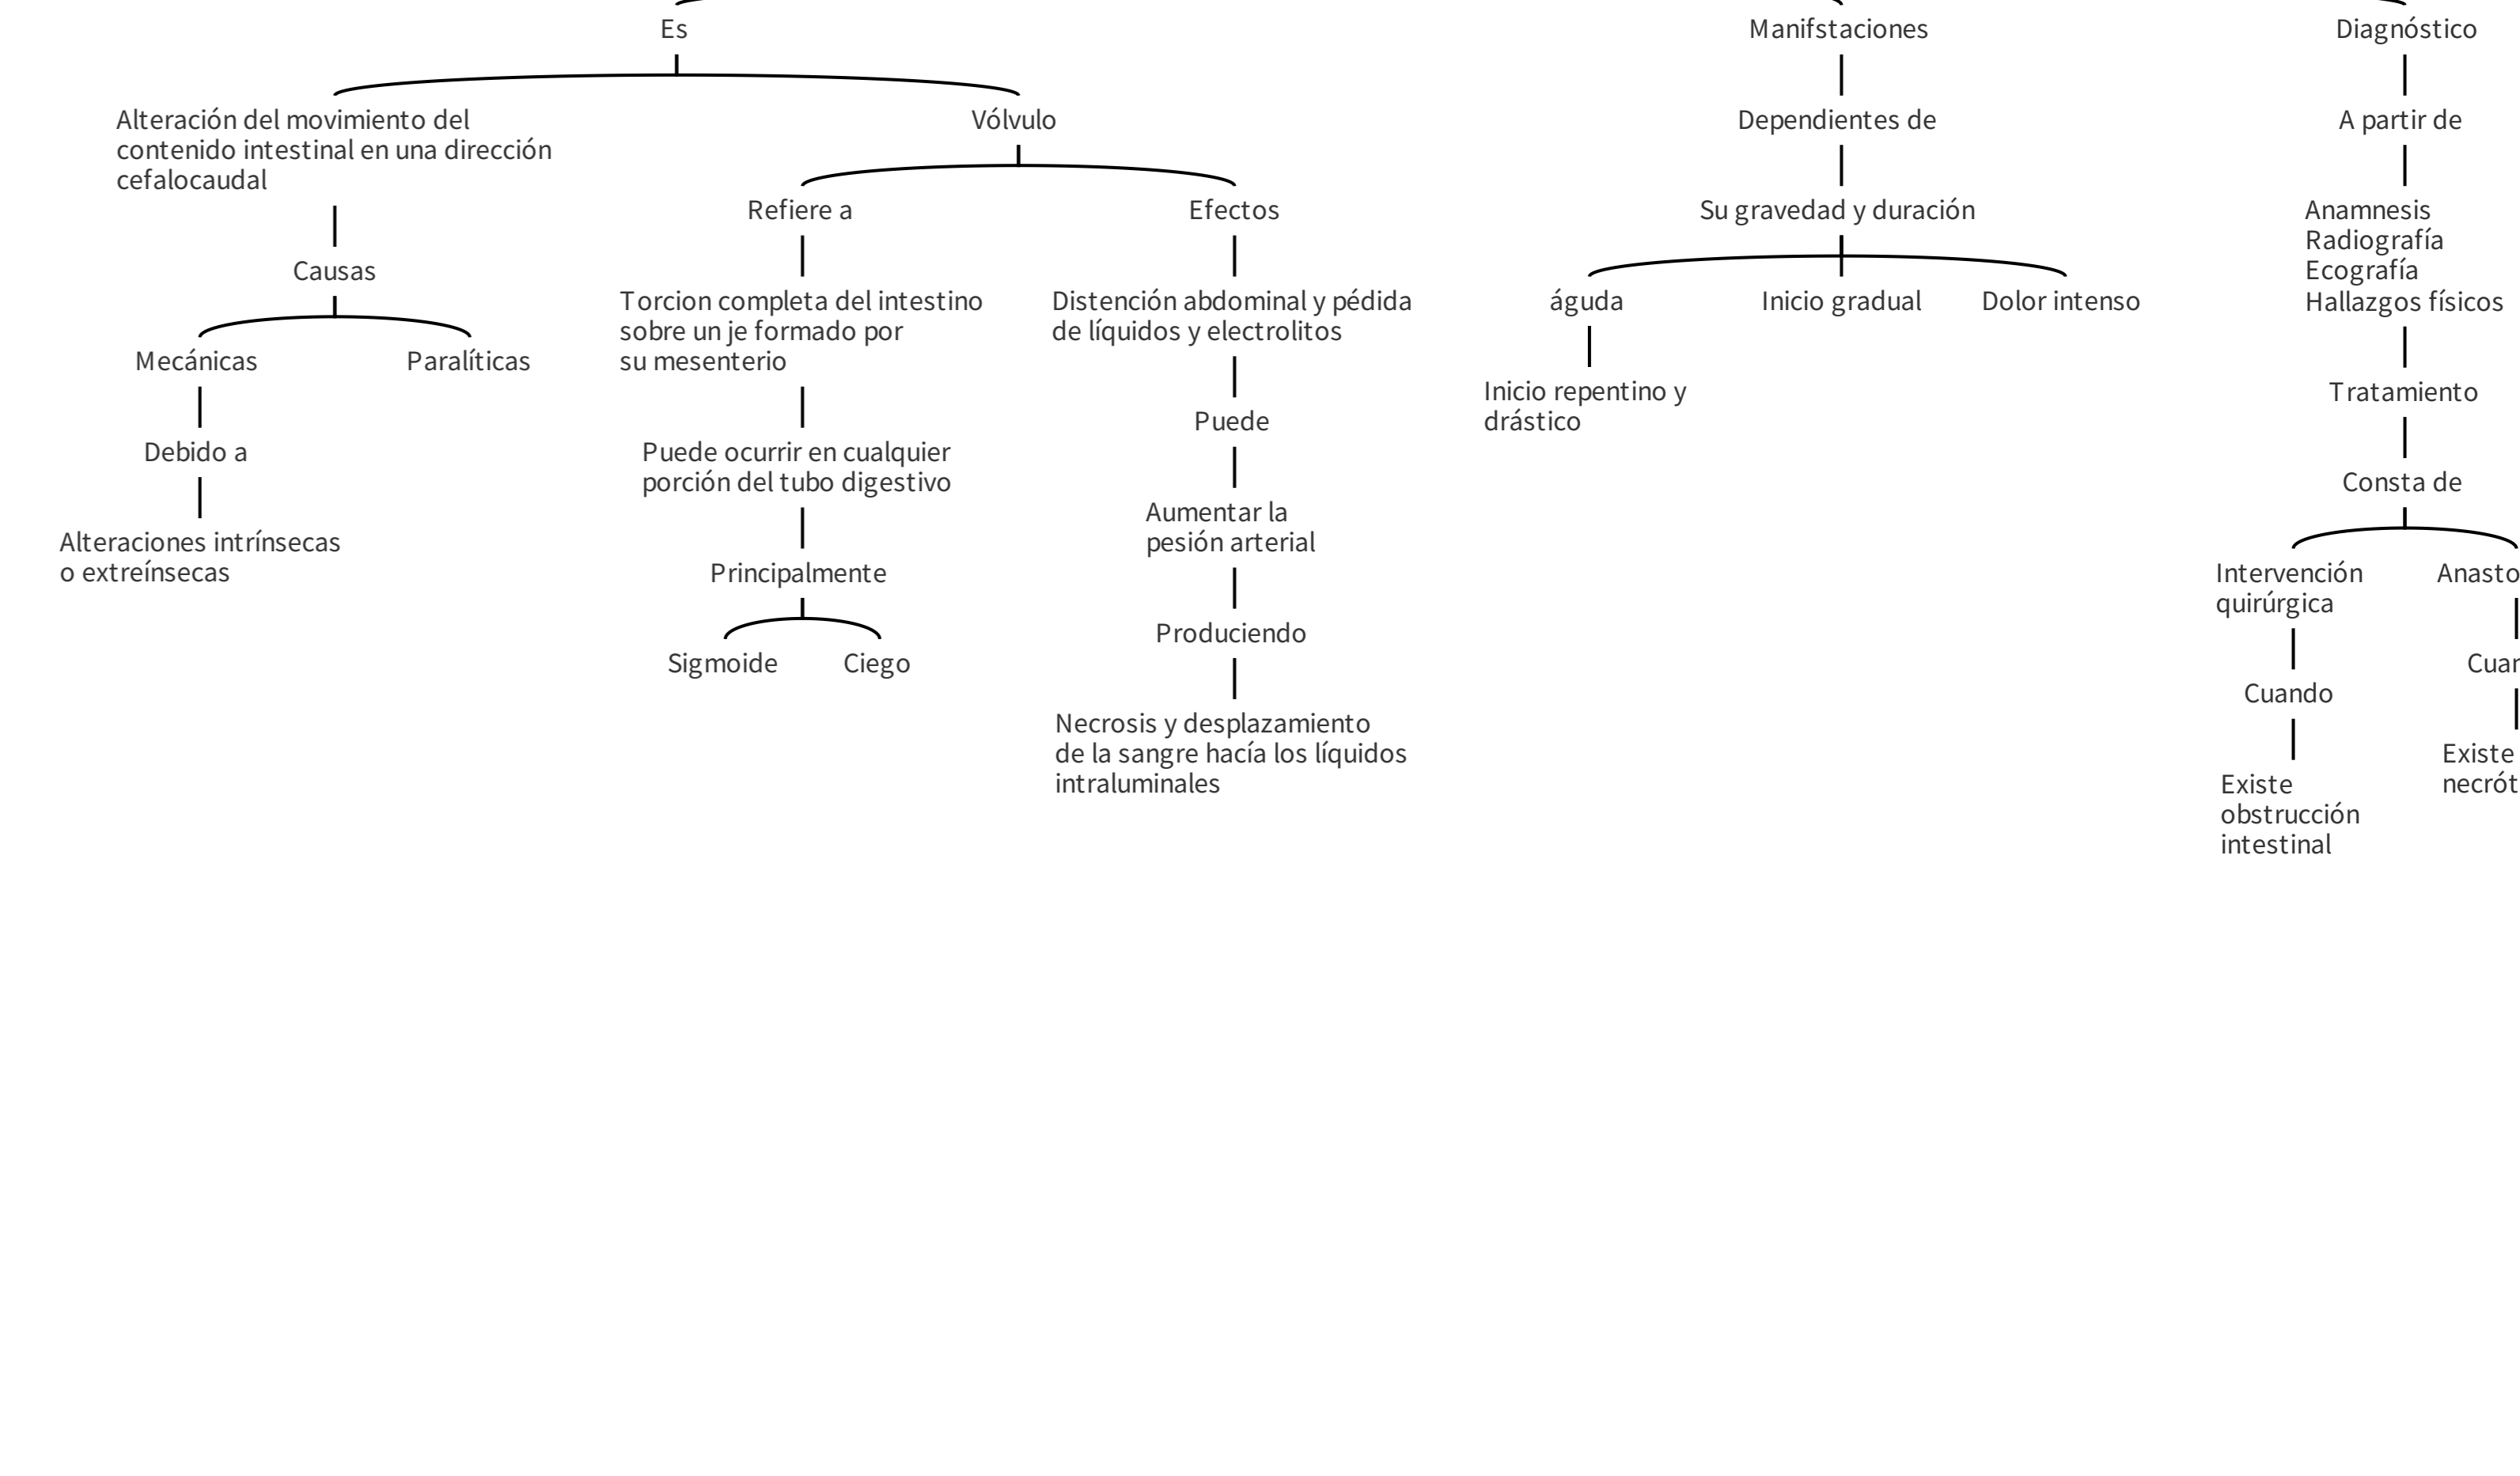 Es
Alteración del movimiento del
contenido intestinal en una dirección
cefalocaudal
Causas
Mecánicas
Debido a
Alteraciones intrínsecas
o extreínsecas
Paralíticas
Vólvulo
Refiere a
Torcion completa del intestino
sobre un je formado por
su mesenterio
Puede ocurrir en cualquier
porción del tubo digestivo
Principalmente
Sigmoide
Ciego
Efectos
Distención abdominal y pédida
de líquidos y electrolitos
Puede
Aumentar la
pesión arterial
Produciendo
Necrosis y desplazamiento
de la sangre hacía los líquidos
intraluminales
Manifstaciones
Dependientes de
Su gravedad y duración
águda
Inicio repentino y
drástico
Inicio gradual
Dolor intenso
Diagnóstico
A partir de
Anamnesis
Radiografía
Ecografía
Hallazgos físicos
Tratamiento
Consta de
Intervención
quirúrgica
Cuando
Existe
obstrucción
intestinal
Existe